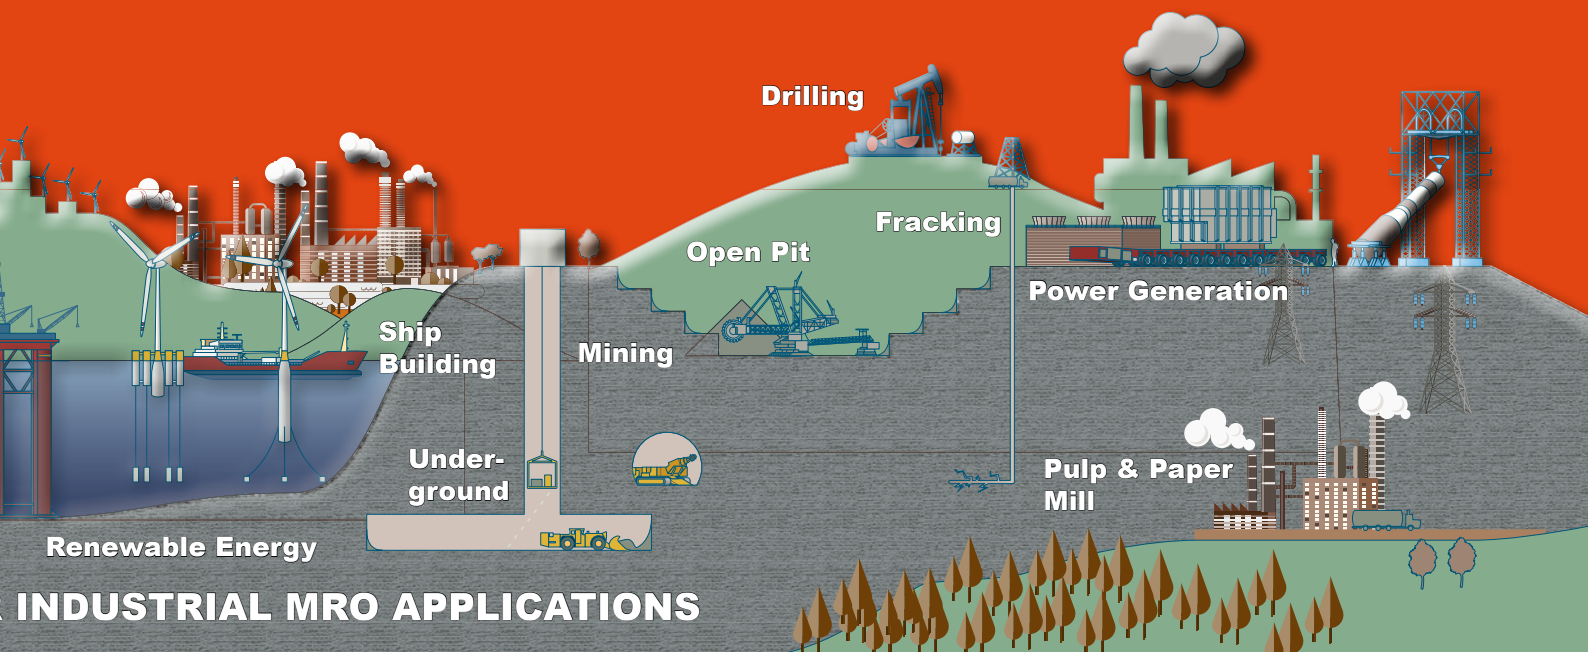 Drilling
Fracking
Open Pit
Power Generation
Ship
Building
Mining
Under-
ground
Pulp & Paper
Mill
Renewable Energy
INDUSTRIAL MRO APPLICATIONS